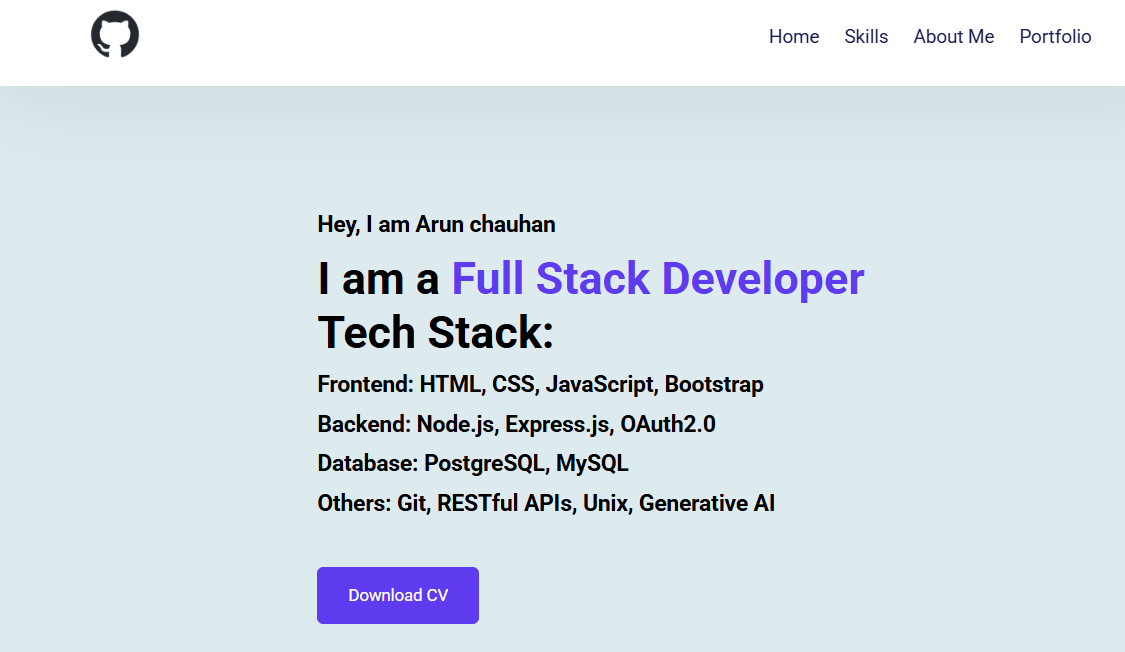 Home Skills About Me Portfolio
Hey, I am Arun chauhan
I am a Full Stack Developer
Tech Stack:
Frontend: HTML, CSS, JavaScript, Bootstrap
Backend: Node.js, Express.js, OAuth2.0
Database: PostgreSQL, MySQL
Others: Git, RESTful APIs, Unix, Generative AI
Download CV